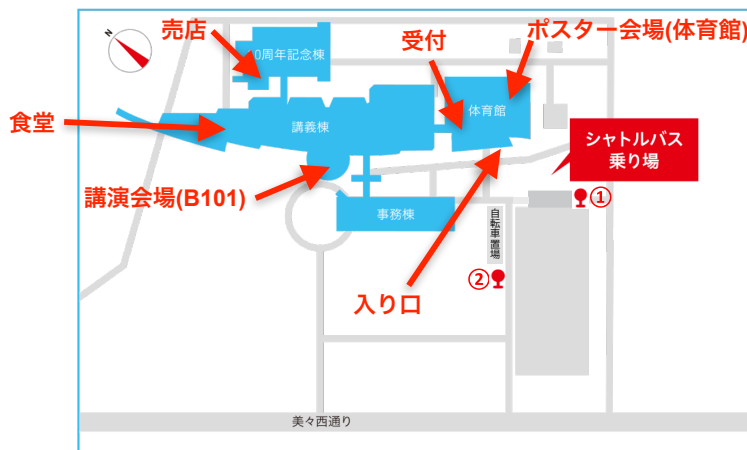 N
売店
0周年記念棟
受付
ポスター会場(体育館)
体育館
食堂
講義棟
シャトルバス
乗り場
講演会場(B101)
①
事務棟
自転車置場
②
入り口
美々西通り